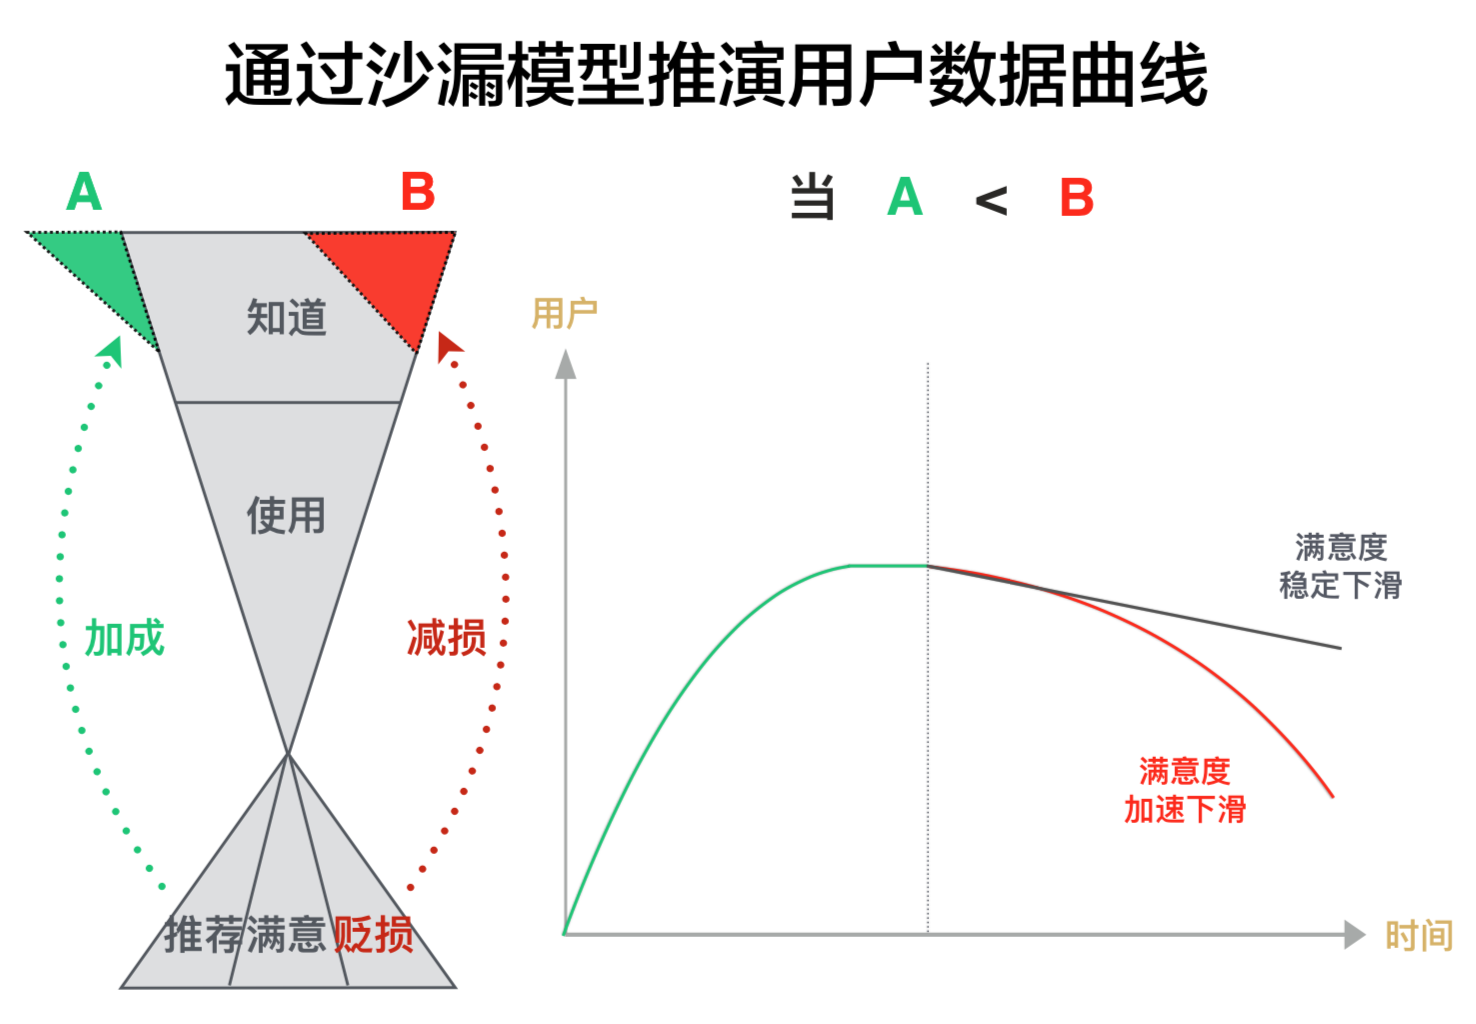 通过沙漏模型推演用户数据曲线
A
B
当 A < B
知道
使用
加成
减损
推荐 满意 贬损
用户
满意度
稳定下滑
满意度
加速下滑
时间